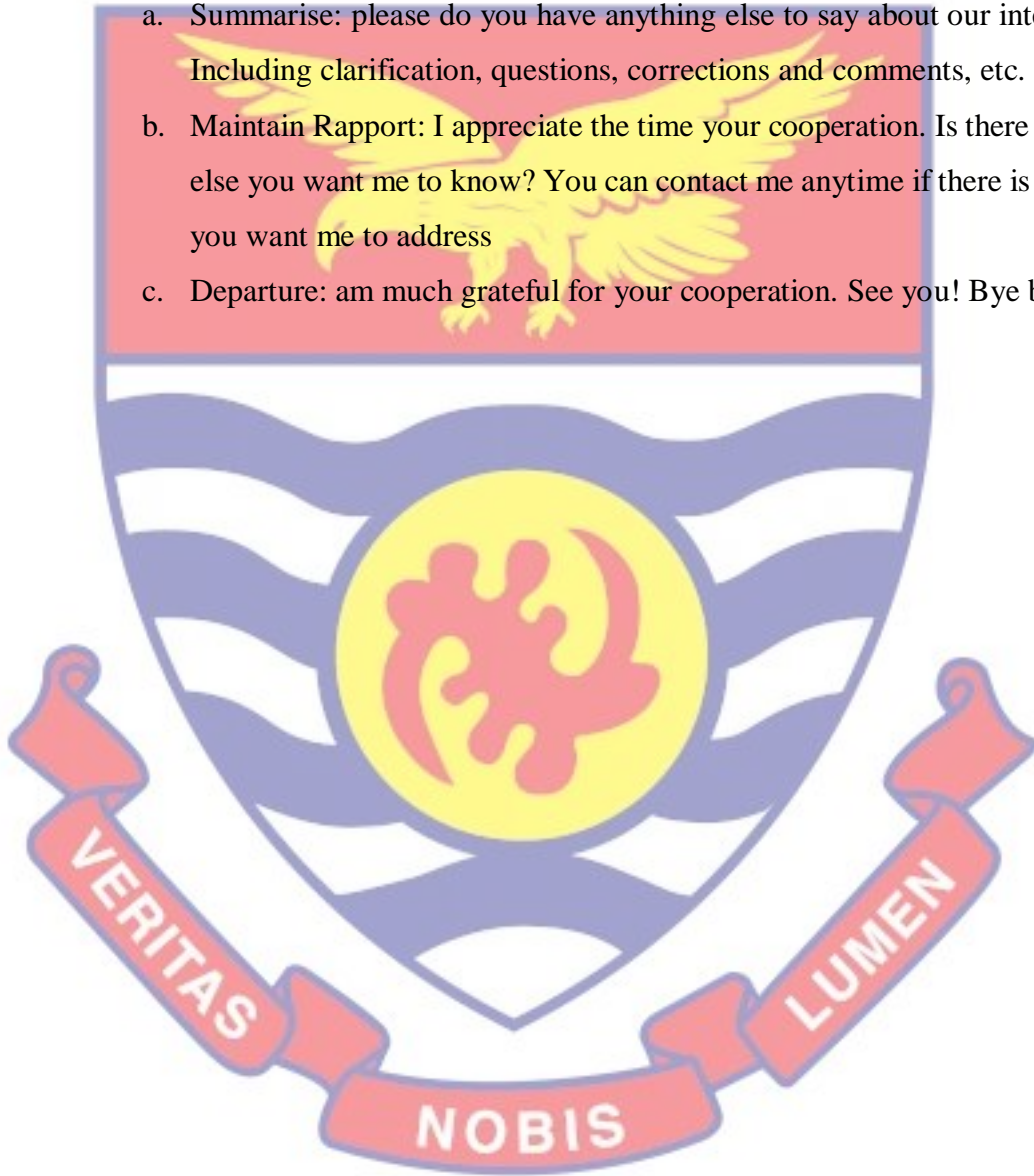 a. Summarise: please do you have anything else to say about our
Including clarification, questions, corrections and comments, etc.
b. Maintain Rapport: I appreciate the time your cooperation. Is there
else you want me to know? You can contact me anytime if there is
you want me to address
c. Departure: am much grateful for your cooperation. See you! Bye
VERITAS
NOBIS
LUMEN